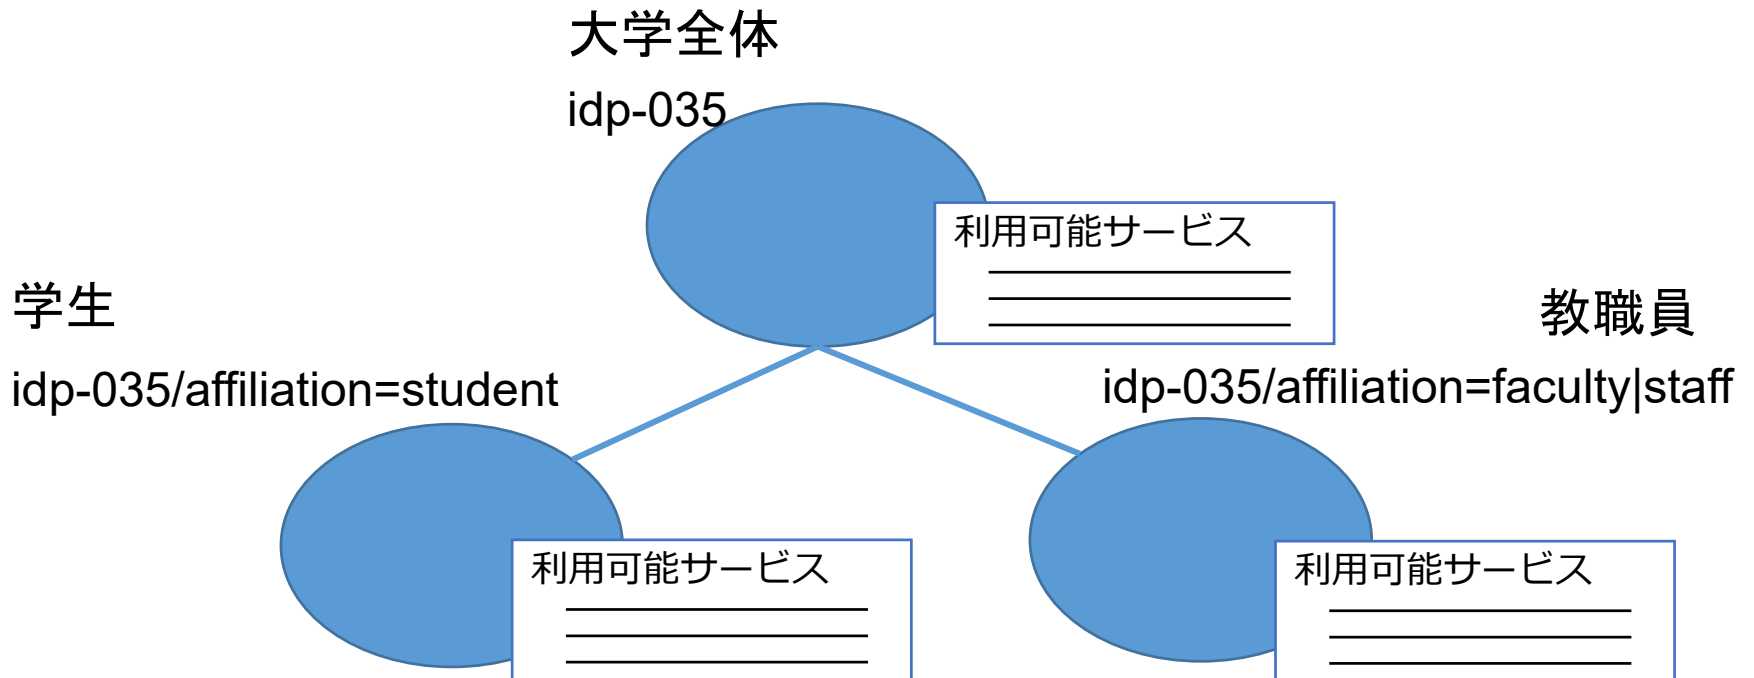 大学全体
idp-035
利用可能サービス
学生
idp-035/affiliation=student
教職員
idp-035/affiliation=faculty|staff
利用可能サービス
利用可能サービス